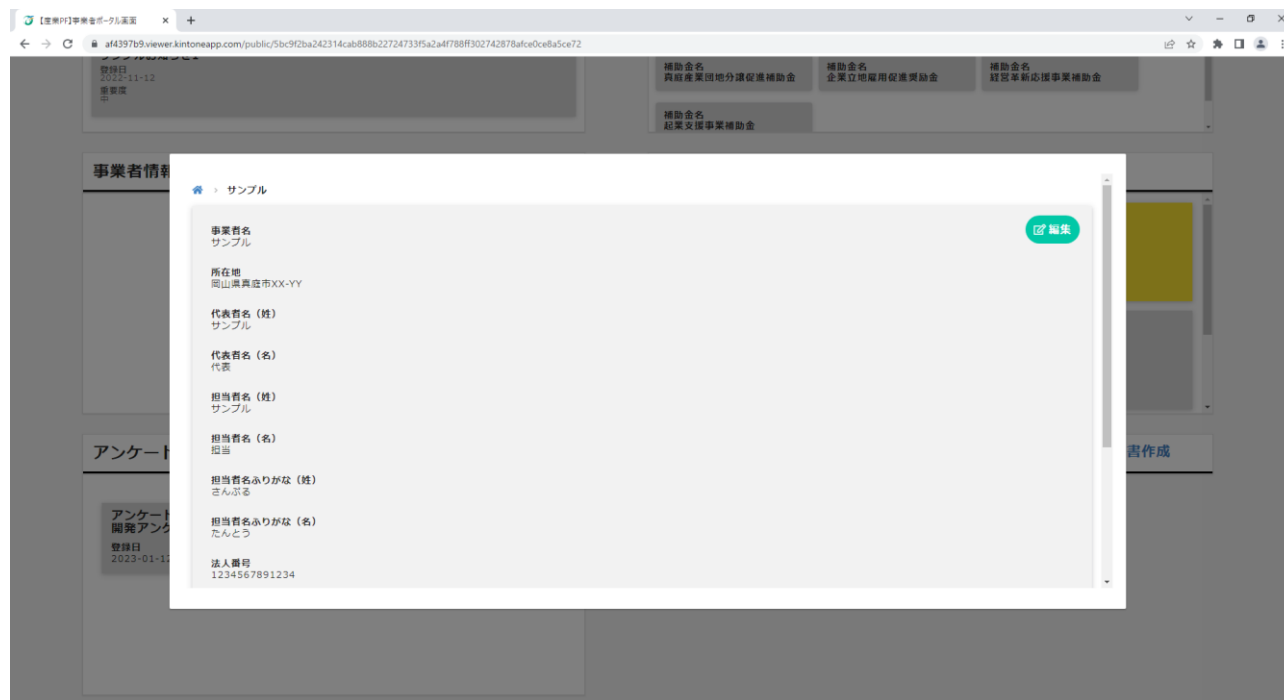 【産業PF】事業者ポータル画面
af4397b9.viewer.kintoneapp.com/public/5bc9f2ba242314cab888b22724733f5a2a4f788ff302742878afce0ce8a5ce72
登録日
2022-11-12
重要度
中
補助金名
真庭産業団地分譲促進補助金
補助金名
企業立地雇用促進奨励金
補助金名
経営革新応援事業補助金
補助金名
起業支援事業補助金
事業者情報
サンプル
編集
事業者名
サンプル
所在地
岡山県真庭市XX-YY
代表者名（姓）
サンプル
代表者名（名）
代表
担当者名（姓）
サンプル
担当者名（名）
担当
担当者名ふりがな（姓）
さんぷる
担当者名ふりがな（名）
たんとう
法人番号
1234567891234
アンケート
書作成
アンケート
開発アンケ
登録日
2023-01-12